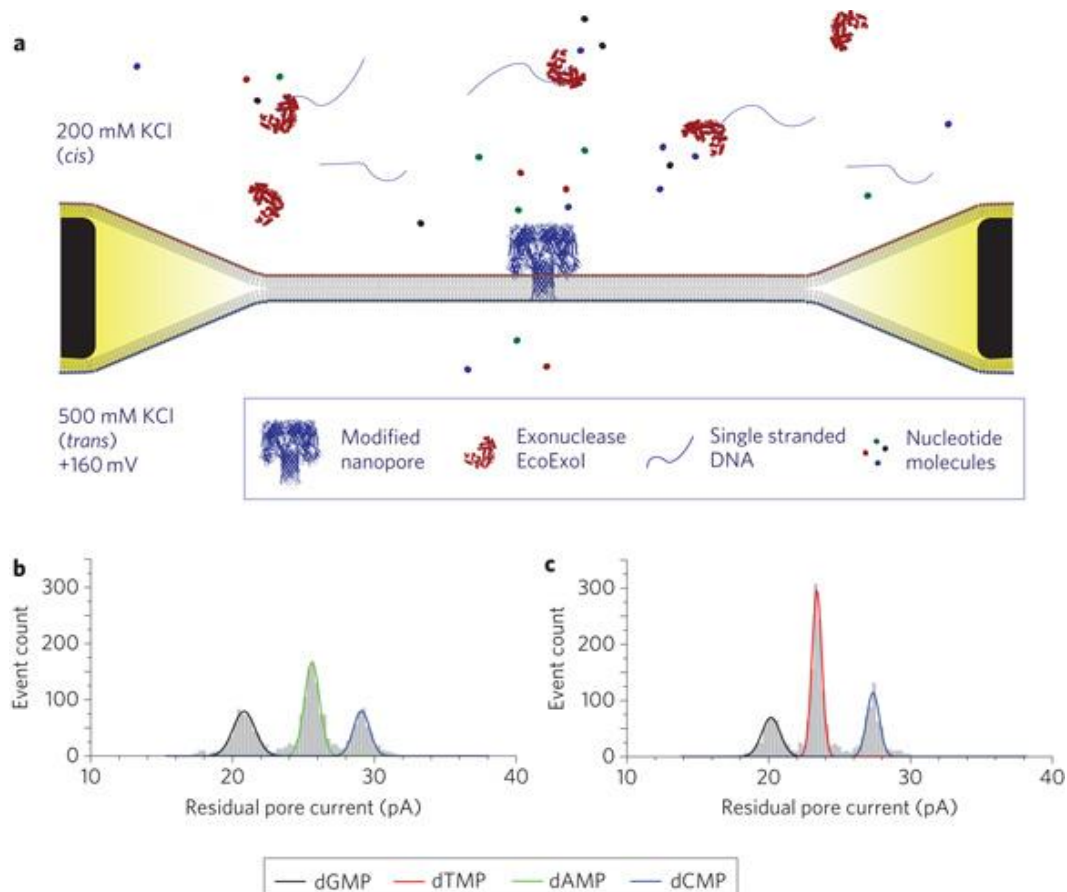 a
200 mM KCl
(cis)
500 mM KCl
(trans)
+160 mV
Modified
nanopore
Exonuclease
EcoExoI
Single stranded
DNA
Nucleotide
molecules
b
Event count
300
200
100
0
10 20 30 40
Residual pore current (pA)
c
Event count
300
200
100
0
10 20 30 40
Residual pore current (pA)
dGMP dTMP dAMP dCMP